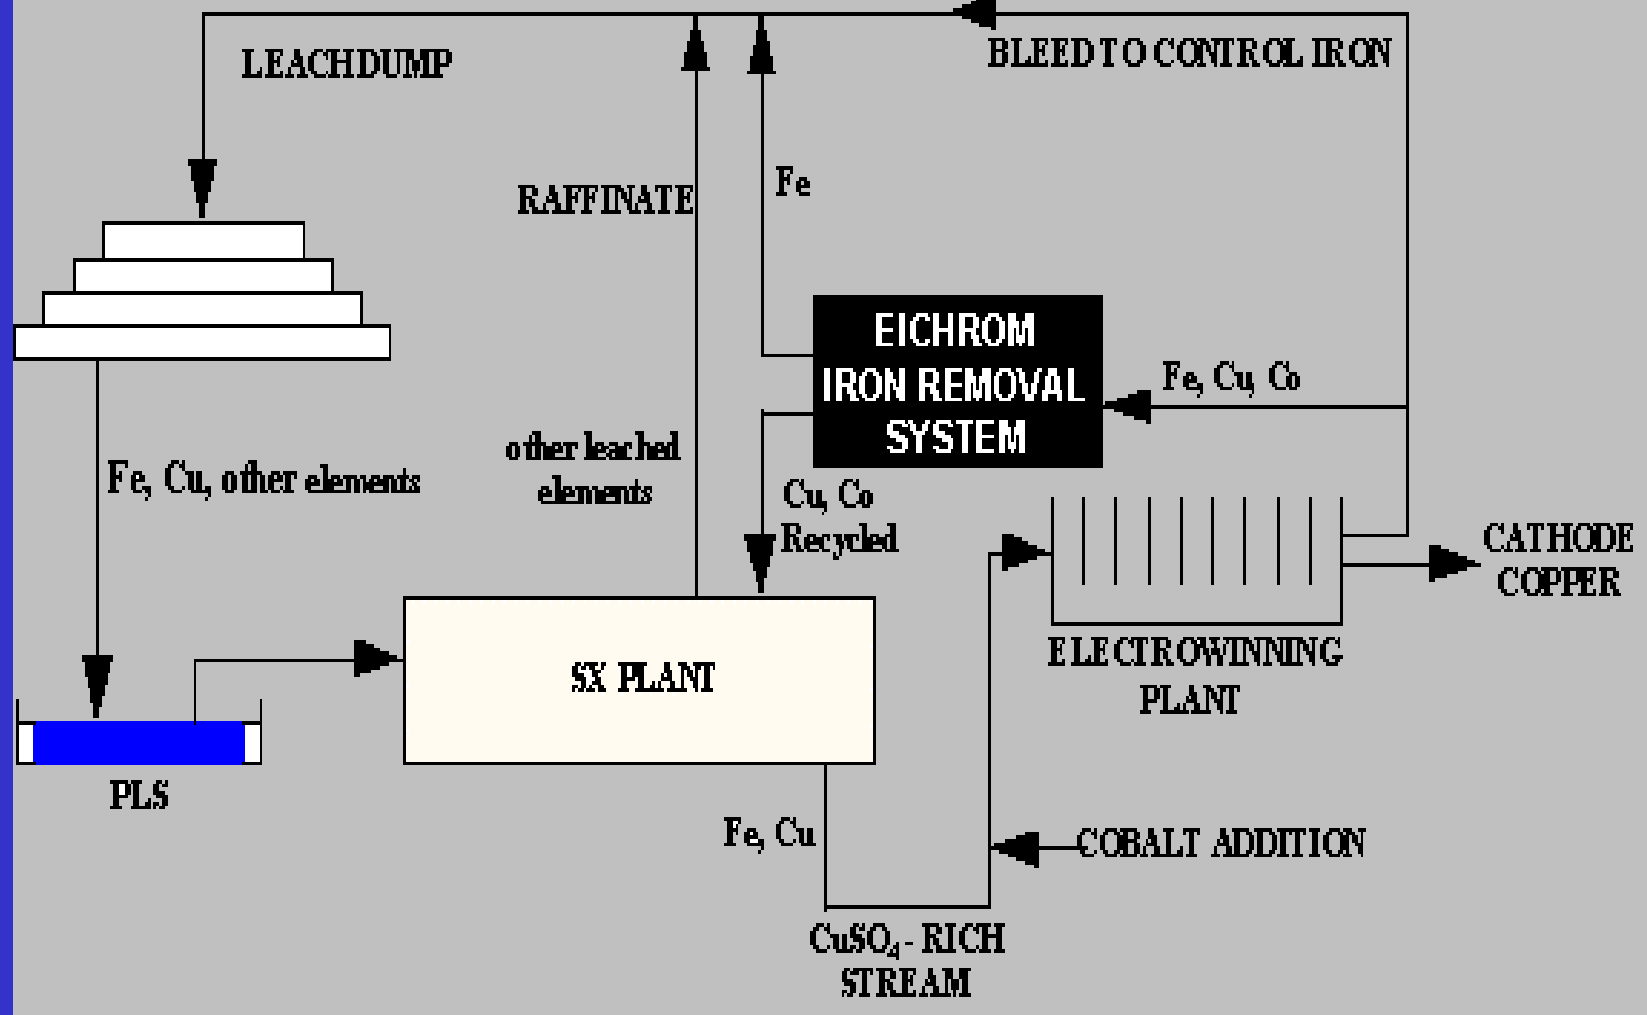 LEACHDUMP
BLEED TO CONTROL IRON
RAFFINATE
Fe
EICHROM
IRON REMOVAL
SYSTEM
Fe, Cu, Co
other leached
elements
Fe, Cu, other elements
Cu, Co
Recycled
CATHODE
COPPER
ELECTROWINNING
PLANT
SX PLANT
PLS
Fe, Cu
COBALT ADDITION
CuSO₄- RICH
STREAM